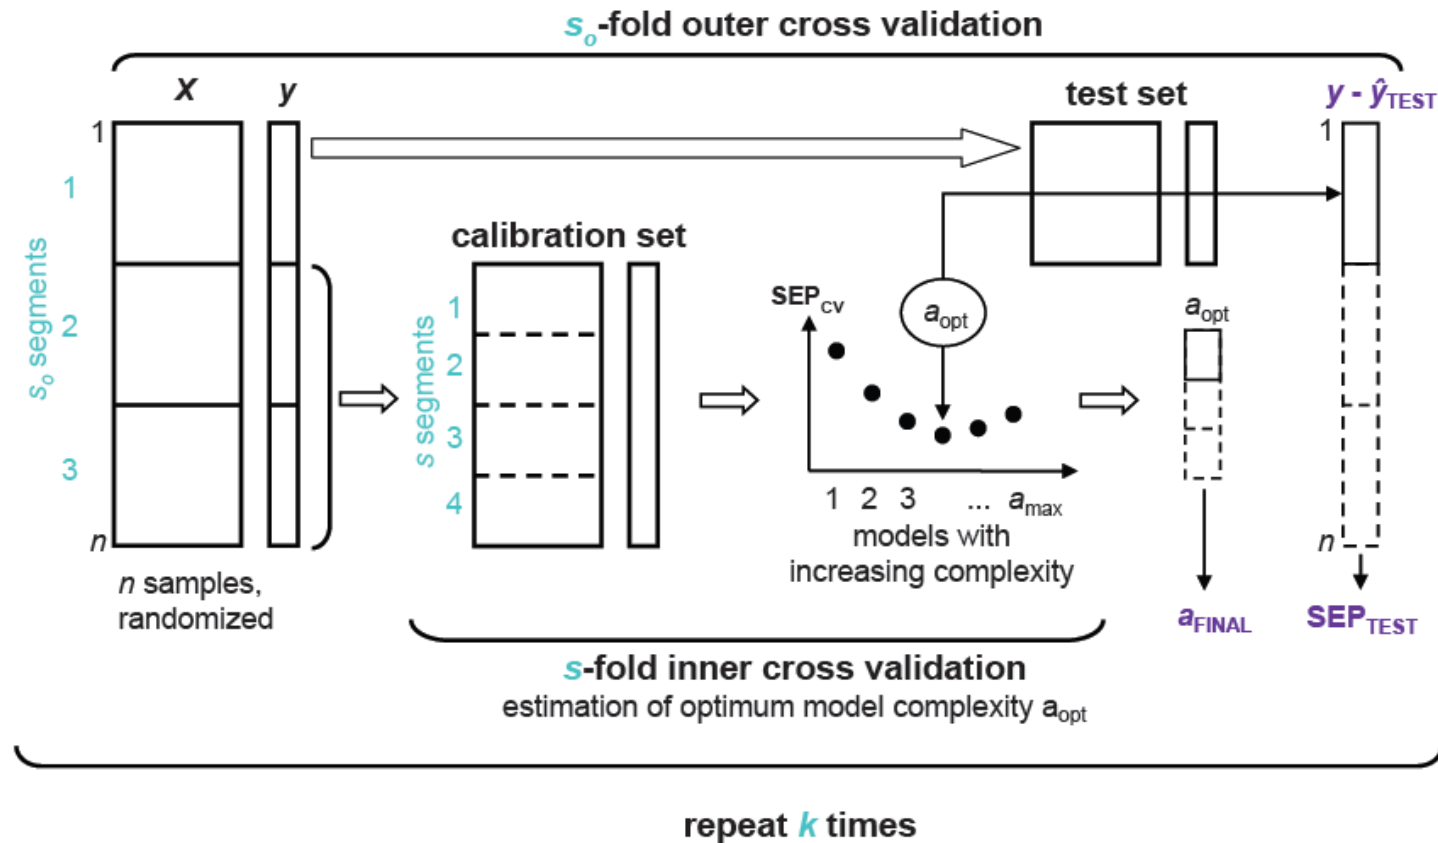 s_o-fold outer cross validation
X
y
test set
y - ŷ_TEST
1
1
1
2
3
s_o segments
n
n samples,
randomized
calibration set
1
2
3
4
s segments
SEP_CV
a_opt
1 2 3 ... a_max
models with
increasing complexity
a_opt
n
a_FINAL
SEP_TEST
s-fold inner cross validation
estimation of optimum model complexity a_opt
repeat k times